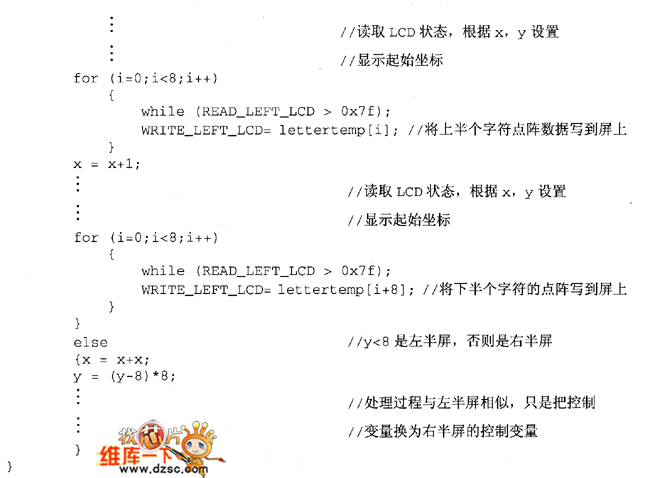 ⋮ //读取 LCD 状态，根据 x，y 设置
⋮ //显示起始坐标
for (i=0;i<8;i++)
{
while (READ_LEFT_LCD > 0x7f);
WRITE_LEFT_LCD= lettertemp[i]; //将上半个字符点阵数据写到屏上
}
x = x+1;
⋮ //读取 LCD 状态，根据 x，y 设置
⋮ //显示起始坐标
for (i=0;i<8;i++)
{
while (READ_LEFT_LCD > 0x7f);
WRITE_LEFT_LCD= lettertemp[i+8]; //将下半个字符的点阵写到屏上
}
}
else //y<8 是左半屏，否则是右半屏
{x = x+x;
y = (y-8)*8;
⋮ //处理过程与左半屏相似，只是把控制
⋮ //变量换为右半屏的控制变量
}
找芯片
维库一下
www.dzsc.com
}